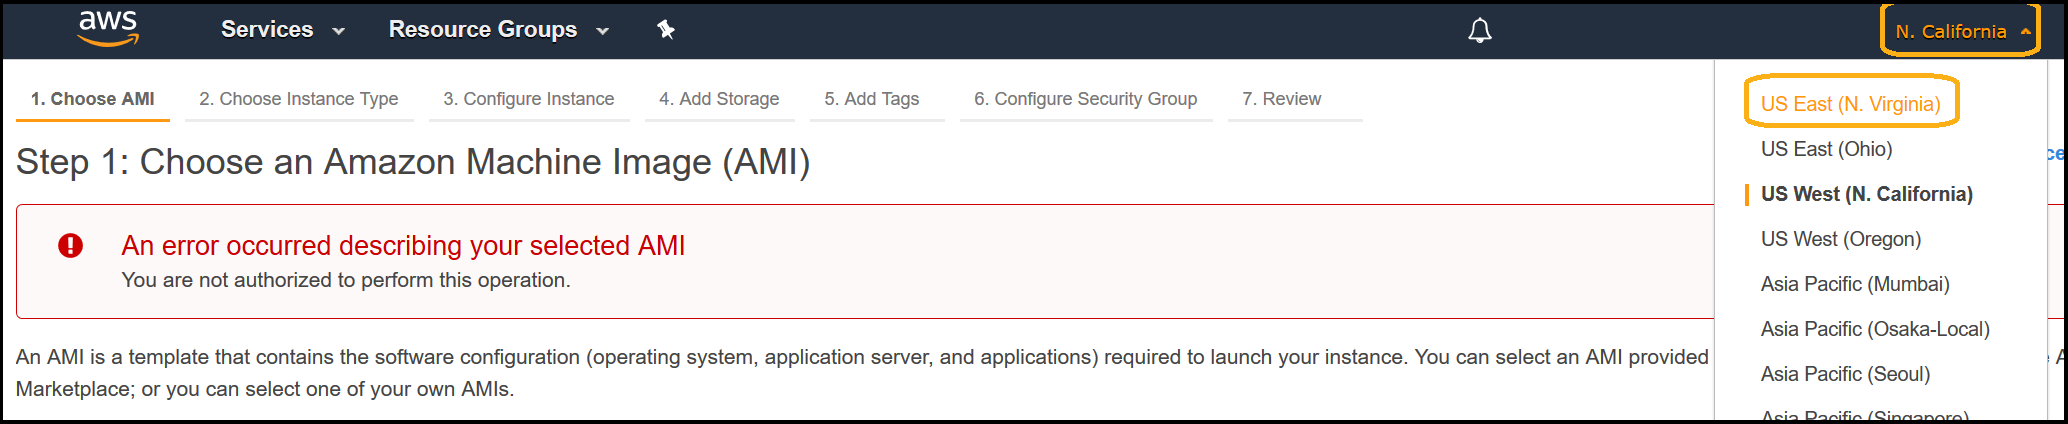 aws Services Resource Groups N. California
1. Choose AMI 2. Choose Instance Type 3. Configure Instance 4. Add Storage 5. Add Tags 6. Configure Security Group 7. Review
Step 1: Choose an Amazon Machine Image (AMI)
An error occurred describing your selected AMI
You are not authorized to perform this operation.
An AMI is a template that contains the software configuration (operating system, application server, and applications) required to launch your instance. You can select an AMI provided
Marketplace; or you can select one of your own AMIs.
US East (N. Virginia)
US East (Ohio)
US West (N. California)
US West (Oregon)
Asia Pacific (Mumbai)
Asia Pacific (Osaka-Local)
Asia Pacific (Seoul)
Asia Pacific (Singapore)